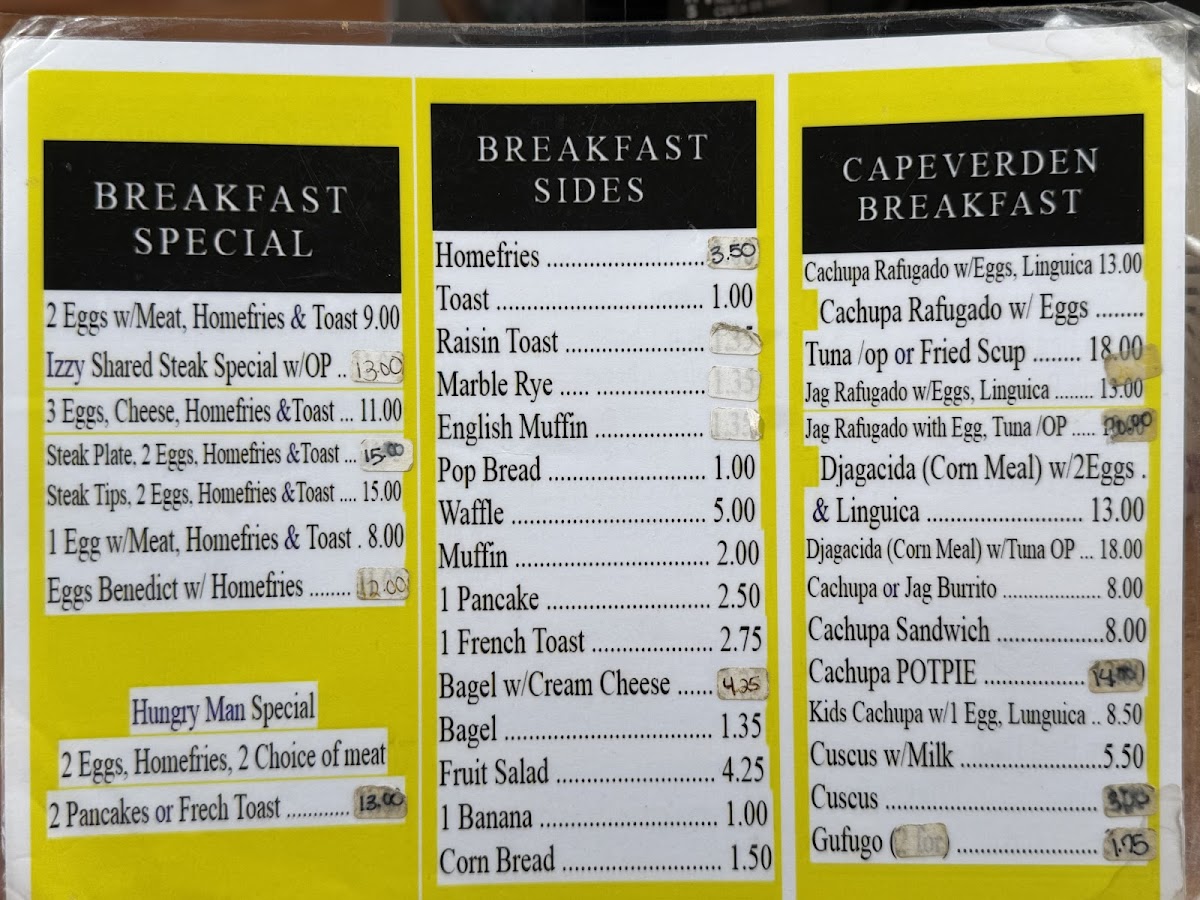 BREAKFAST
SPECIAL
2 Eggs w/Meat, Homefries & Toast 9.00
Izzy Shared Steak Special w/OP .. 13.00
3 Eggs, Cheese, Homefries &Toast ... 11.00
Steak Plate, 2 Eggs, Homefries &Toast ... 15.00
Steak Tips, 2 Eggs, Homefries &Toast .... 15.00
1 Egg w/Meat, Homefries & Toast . 8.00
Eggs Benedict w/ Homefries ........ 12.00
Hungry Man Special
2 Eggs, Homefries, 2 Choice of meat
2 Pancakes or Frech Toast ............ 13.00
BREAKFAST
SIDES
Homefries .......................... 3.50
Toast .................................. 1.00
Raisin Toast .......................
Marble Rye ..... .................. 1.35
English Muffin .................. 1.35
Pop Bread .......................... 1.00
Waffle ................................ 5.00
Muffin ................................ 2.00
1 Pancake ........................... 2.50
1 French Toast .................... 2.75
Bagel w/Cream Cheese ...... 4.25
Bagel .................................. 1.35
Fruit Salad .......................... 4.25
1 Banana ............................. 1.00
Corn Bread ......................... 1.50
CAPEVERDEN
BREAKFAST
Cachupa Rafugado w/Eggs, Linguica 13.00
Cachupa Rafugado w/ Eggs ........
Tuna /op or Fried Scup ........ 18.00
Jag Rafugado w/Eggs, Linguica ........ 13.00
Jag Rafugado with Egg, Tuna /OP .....
Djagacida (Corn Meal) w/2Eggs .
& Linguica .......................... 13.00
Djagacida (Corn Meal) w/Tuna OP ... 18.00
Cachupa or Jag Burrito .................... 8.00
Cachupa Sandwich ..................8.00
Cachupa POTPIE ................. 14.00
Kids Cachupa w/1 Egg, Lunguica .. 8.50
Cuscus w/Milk ........................5.50
Cuscus ...................................
Gufugo (2 for) ....................... 1.75